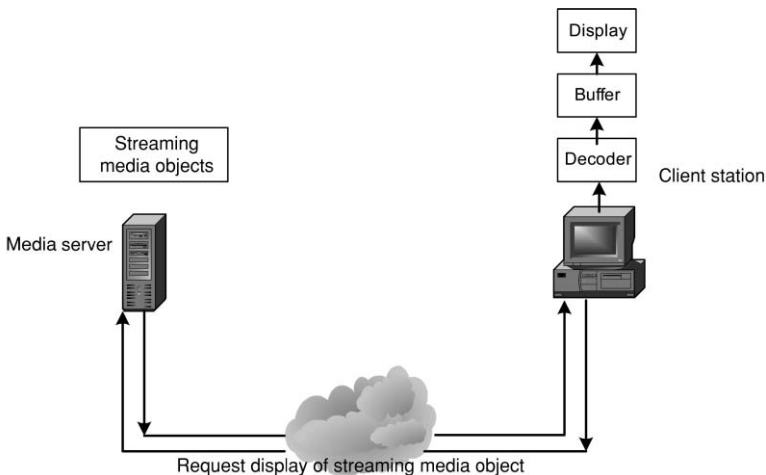 Display
Buffer
Decoder
Streaming
media objects
Client station
Media server
Request display of streaming media object